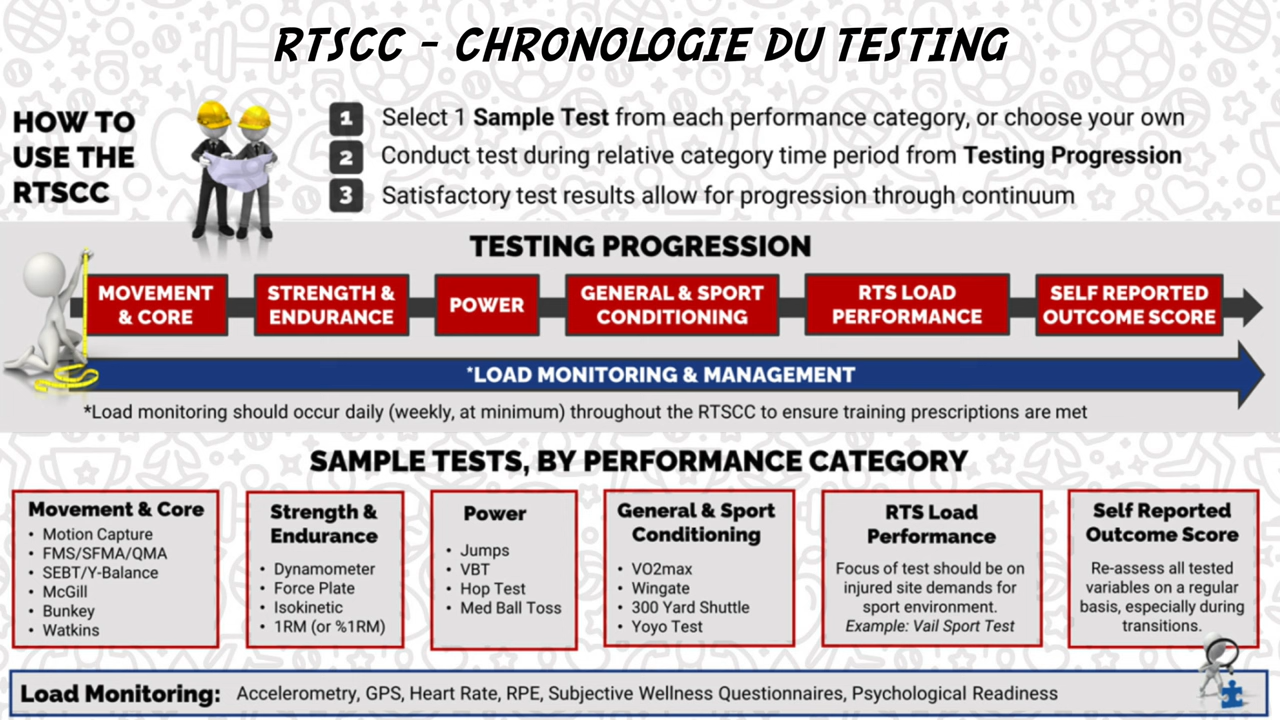 RTSCC - CHRONOLOGIE DU TESTING
HOW TO
USE THE
RTSCC
1 Select 1 Sample Test from each performance category, or choose your own
2 Conduct test during relative category time period from Testing Progression
3 Satisfactory test results allow for progression through continuum
TESTING PROGRESSION
MOVEMENT
& CORE
STRENGTH &
ENDURANCE
POWER
GENERAL & SPORT
CONDITIONING
RTS LOAD
PERFORMANCE
SELF REPORTED
OUTCOME SCORE
*LOAD MONITORING & MANAGEMENT
*Load monitoring should occur daily (weekly, at minimum) throughout the RTSCC to ensure training prescriptions are met
SAMPLE TESTS, BY PERFORMANCE CATEGORY
Movement & Core
• Motion Capture
• FMS/SFMA/QMA
• SEBT/Y-Balance
• McGill
• Bunkey
• Watkins
Strength &
Endurance
• Dynamometer
• Force Plate
• Isokinetic
• 1RM (or %1RM)
Power
• Jumps
• VBT
• Hop Test
• Med Ball Toss
General & Sport
Conditioning
• VO2max
• Wingate
• 300 Yard Shuttle
• Yoyo Test
RTS Load
Performance
Focus of test should be on
injured site demands for
sport environment.
Example: Vail Sport Test
Self Reported
Outcome Score
Re-assess all tested
variables on a regular
basis, especially during
transitions.
Load Monitoring: Accelerometry, GPS, Heart Rate, RPE, Subjective Wellness Questionnaires, Psychological Readiness